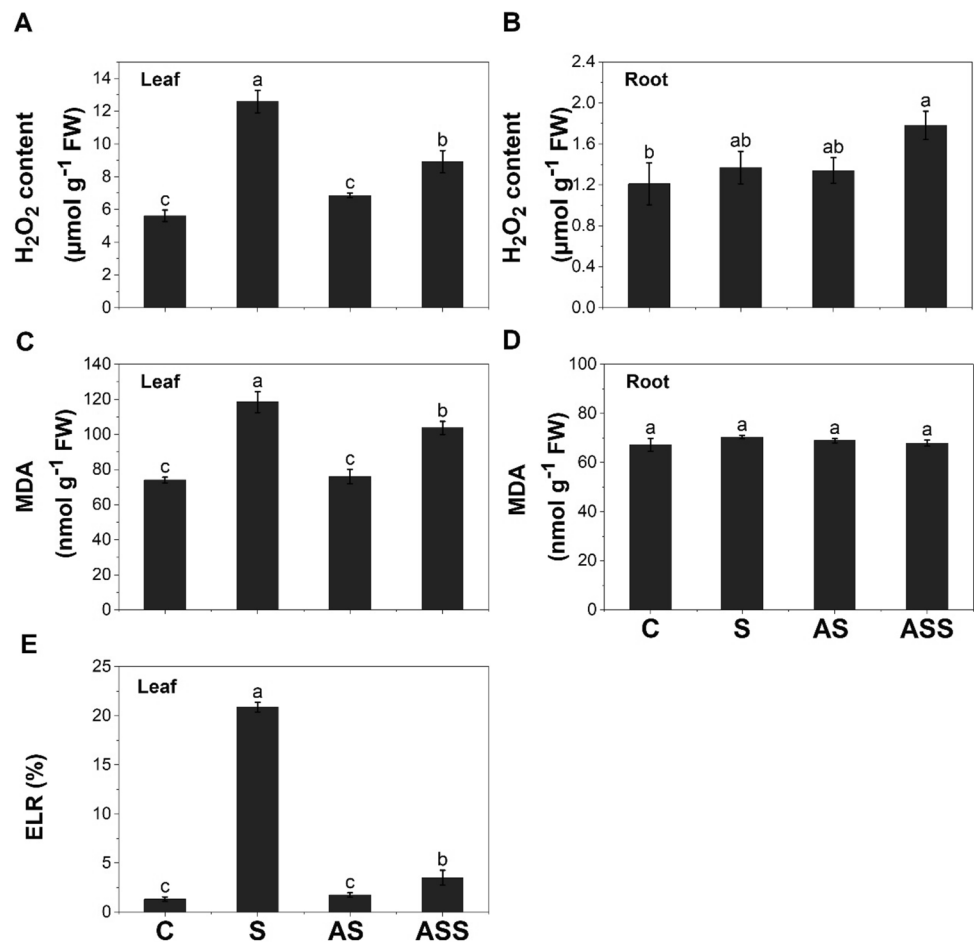 A
B
Leaf
H₂O₂ content
(µmol g⁻¹ FW)
14
12
10
8
6
4
2
0
c
a
c
b
Root
H₂O₂ content
(µmol g⁻¹ FW)
2.4
2.0
1.6
1.2
0.8
0.4
0.0
b
ab
ab
a
C
D
Leaf
MDA
(nmol g⁻¹ FW)
140
120
100
80
60
40
20
0
c
a
c
b
Root
MDA
(nmol g⁻¹ FW)
100
80
60
40
20
0
a
a
a
a
C S AS ASS
E
Leaf
ELR (%)
25
20
15
10
5
0
c
a
c
b
C S AS ASS